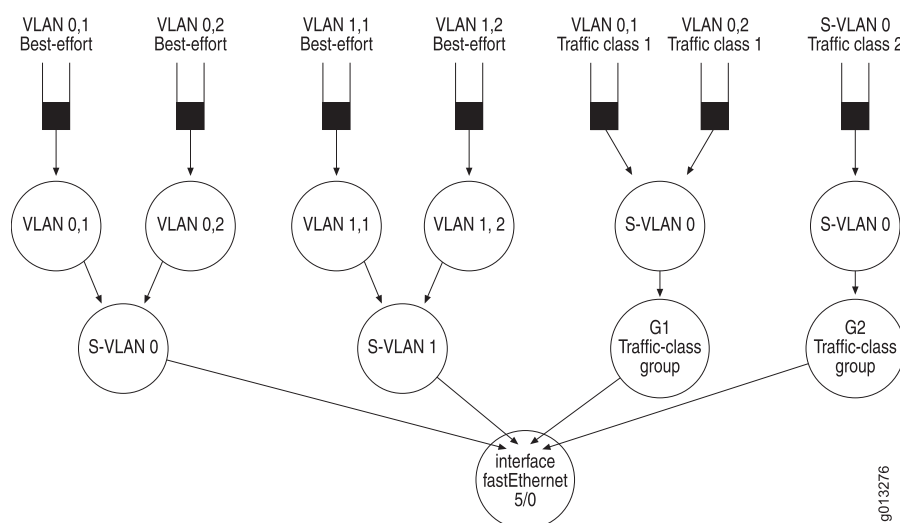 VLAN 0,1
Best-effort
VLAN 0,2
Best-effort
VLAN 1,1
Best-effort
VLAN 1,2
Best-effort
VLAN 0,1
Traffic class 1
VLAN 0,2
Traffic class 1
S-VLAN 0
Traffic class 2
VLAN 0,1
VLAN 0,2
VLAN 1,1
VLAN 1, 2
S-VLAN 0
S-VLAN 0
S-VLAN 0
S-VLAN 1
G1
Traffic-class
group
G2
Traffic-class
group
interface
fastEthernet
5/0
g013276